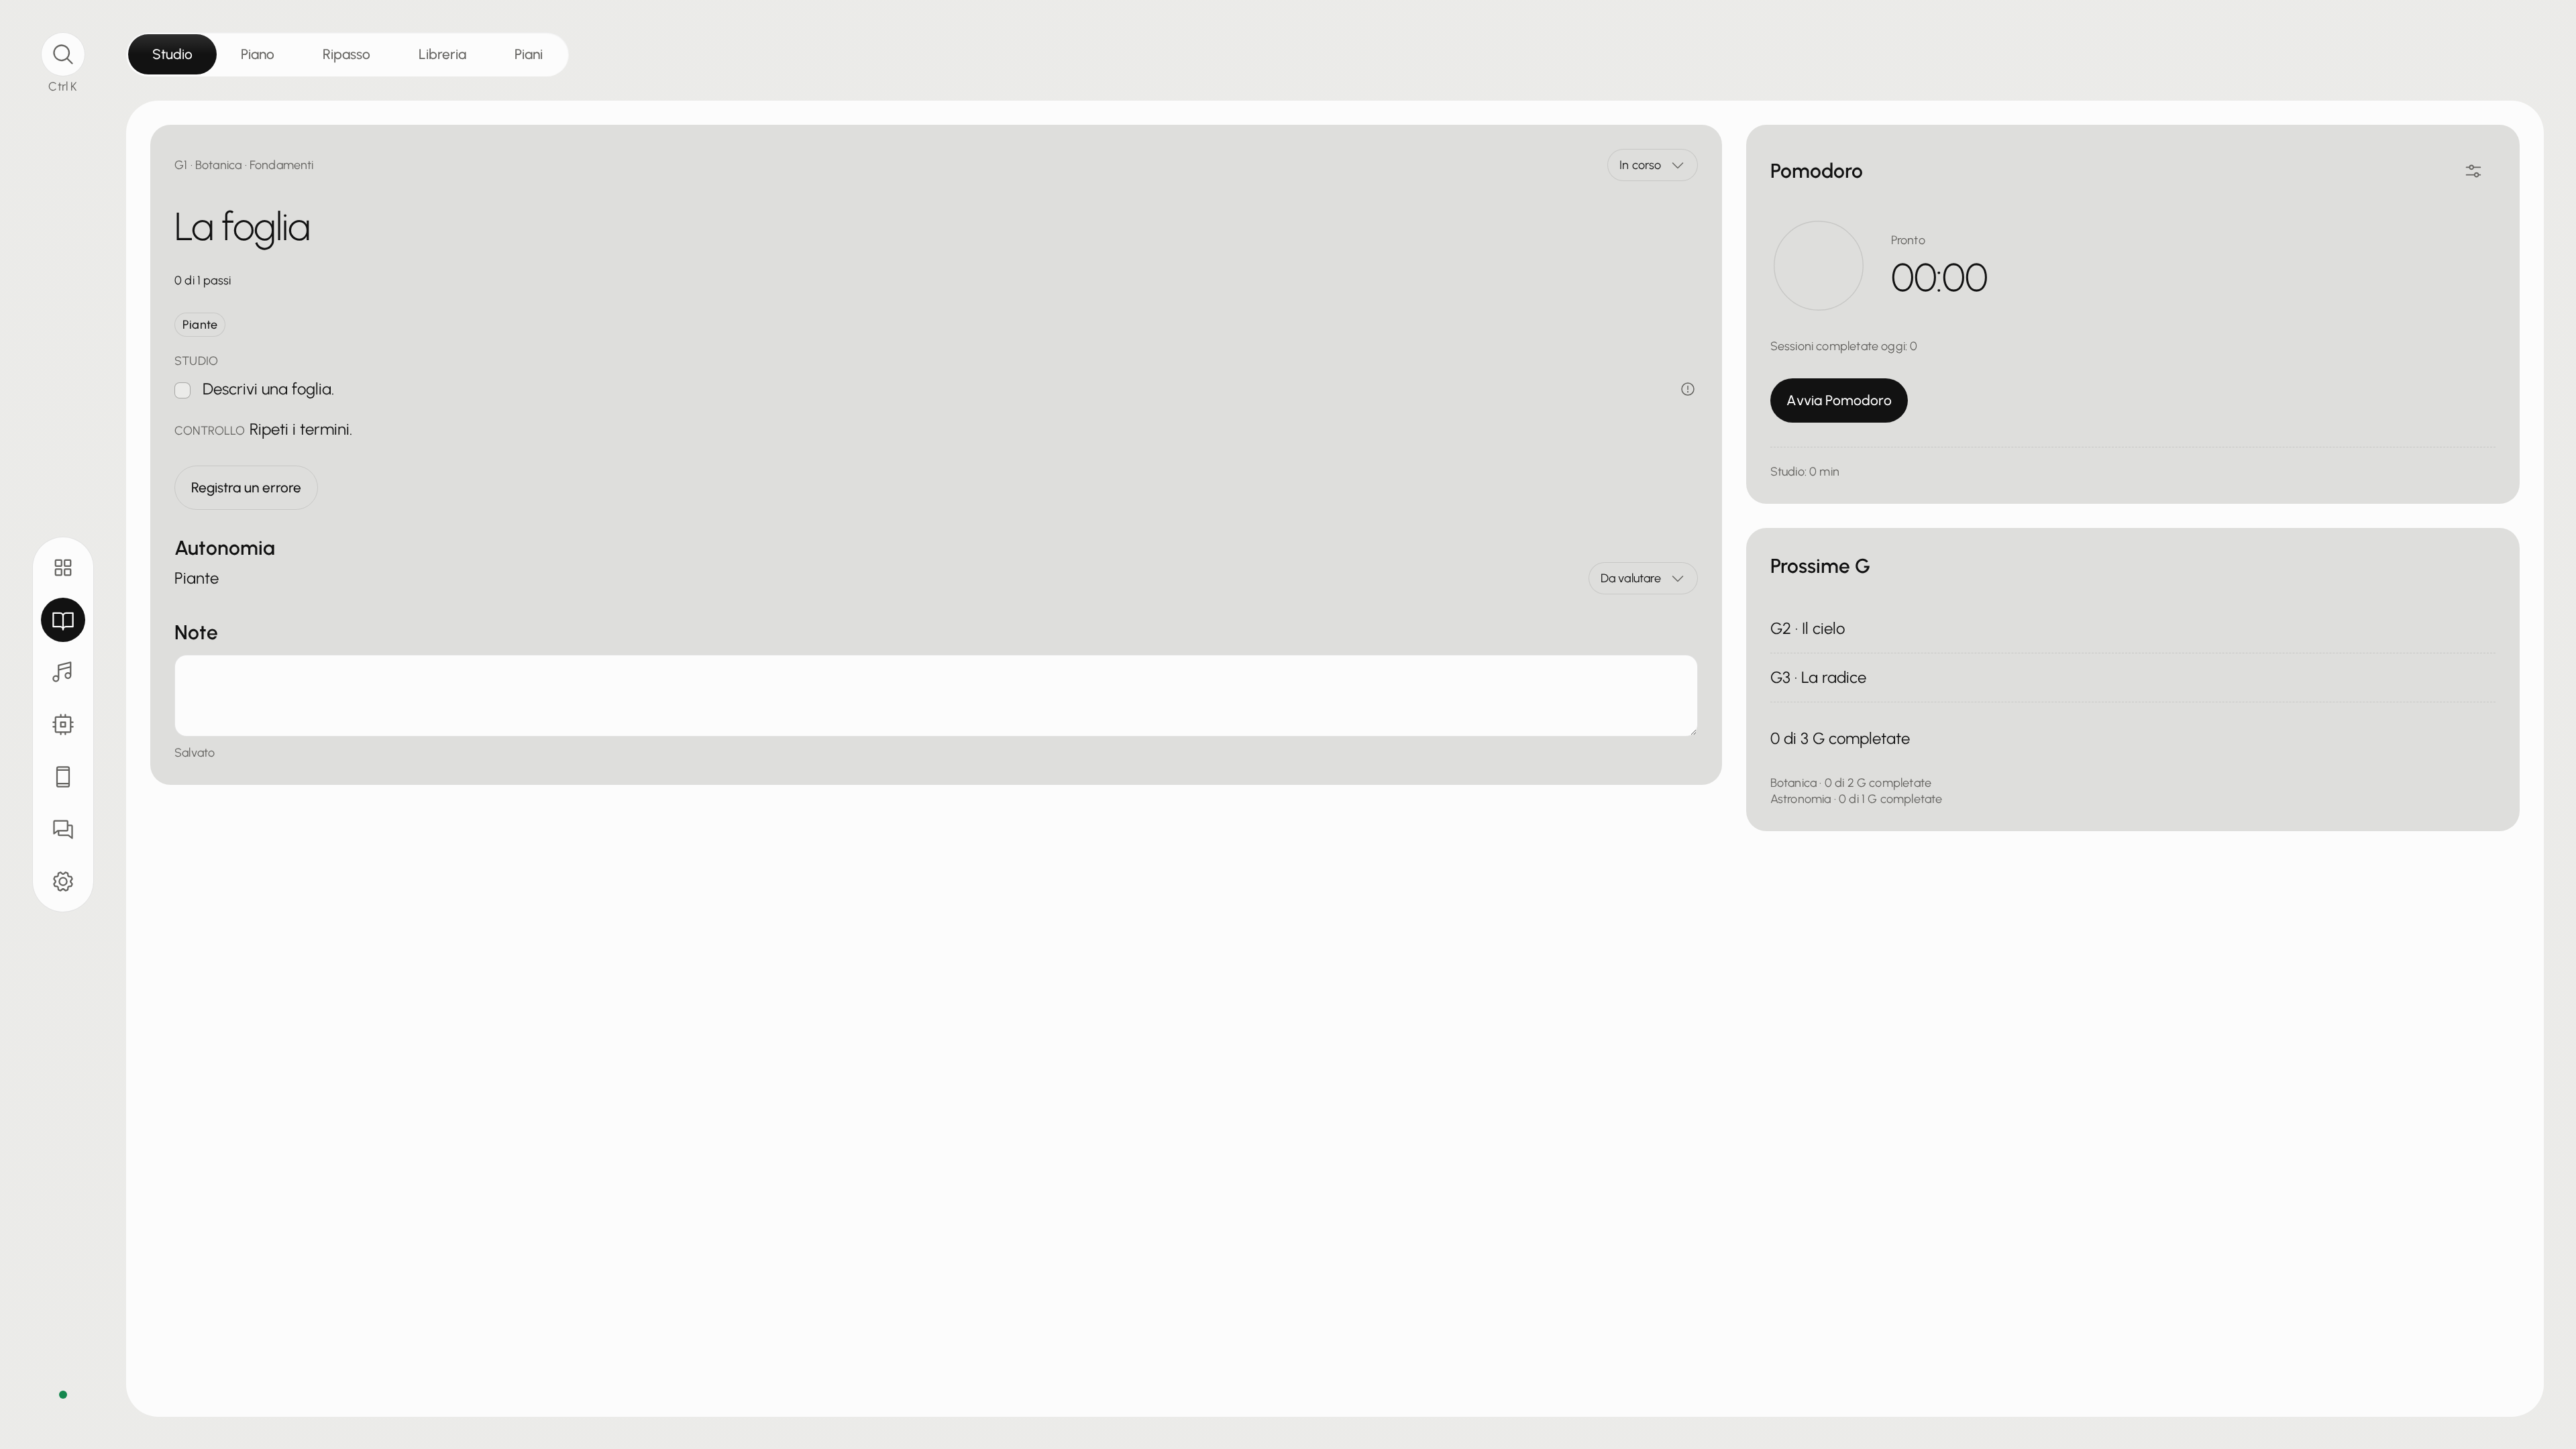 Ctrl K
Studio
Piano
Ripasso
Libreria
Piani
G1 · Botanica · Fondamenti
In corso
La foglia
0 di 1 passi
Piante
STUDIO
Descrivi una foglia.
CONTROLLO Ripeti i termini.
Registra un errore
Autonomia
Piante
Da valutare
Note
Salvato
Pomodoro
Pronto
00:00
Sessioni completate oggi: 0
Avvia Pomodoro
Studio: 0 min
Prossime G
G2 · Il cielo
G3 · La radice
0 di 3 G completate
Botanica · 0 di 2 G completate
Astronomia · 0 di 1 G completate